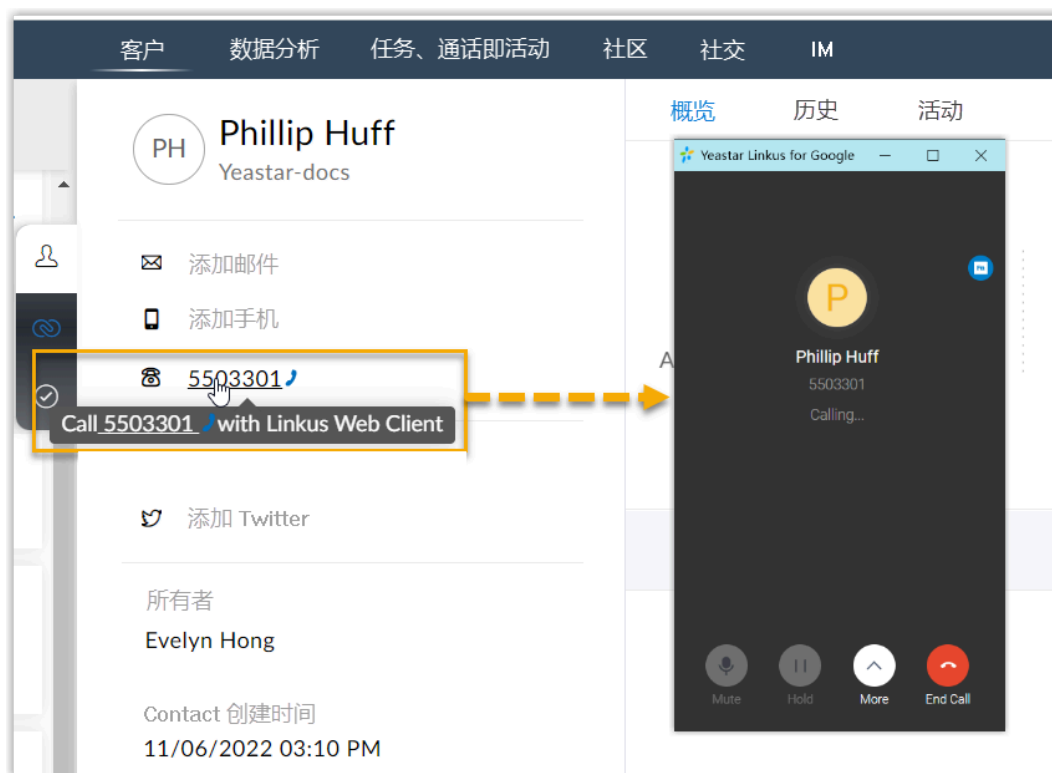 客户 数据分析 任务、通话即活动 社区 社交 IM
PH
Phillip Huff
Yeastar-docs
添加邮件
添加手机
5503301
Call 5503301 with Linkus Web Client
添加 Twitter
所有者
Evelyn Hong
Contact 创建时间
11/06/2022 03:10 PM
概览 历史 活动
A
Yeastar Linkus for Google
P
Phillip Huff
5503301
Calling...
Mute Hold More End Call